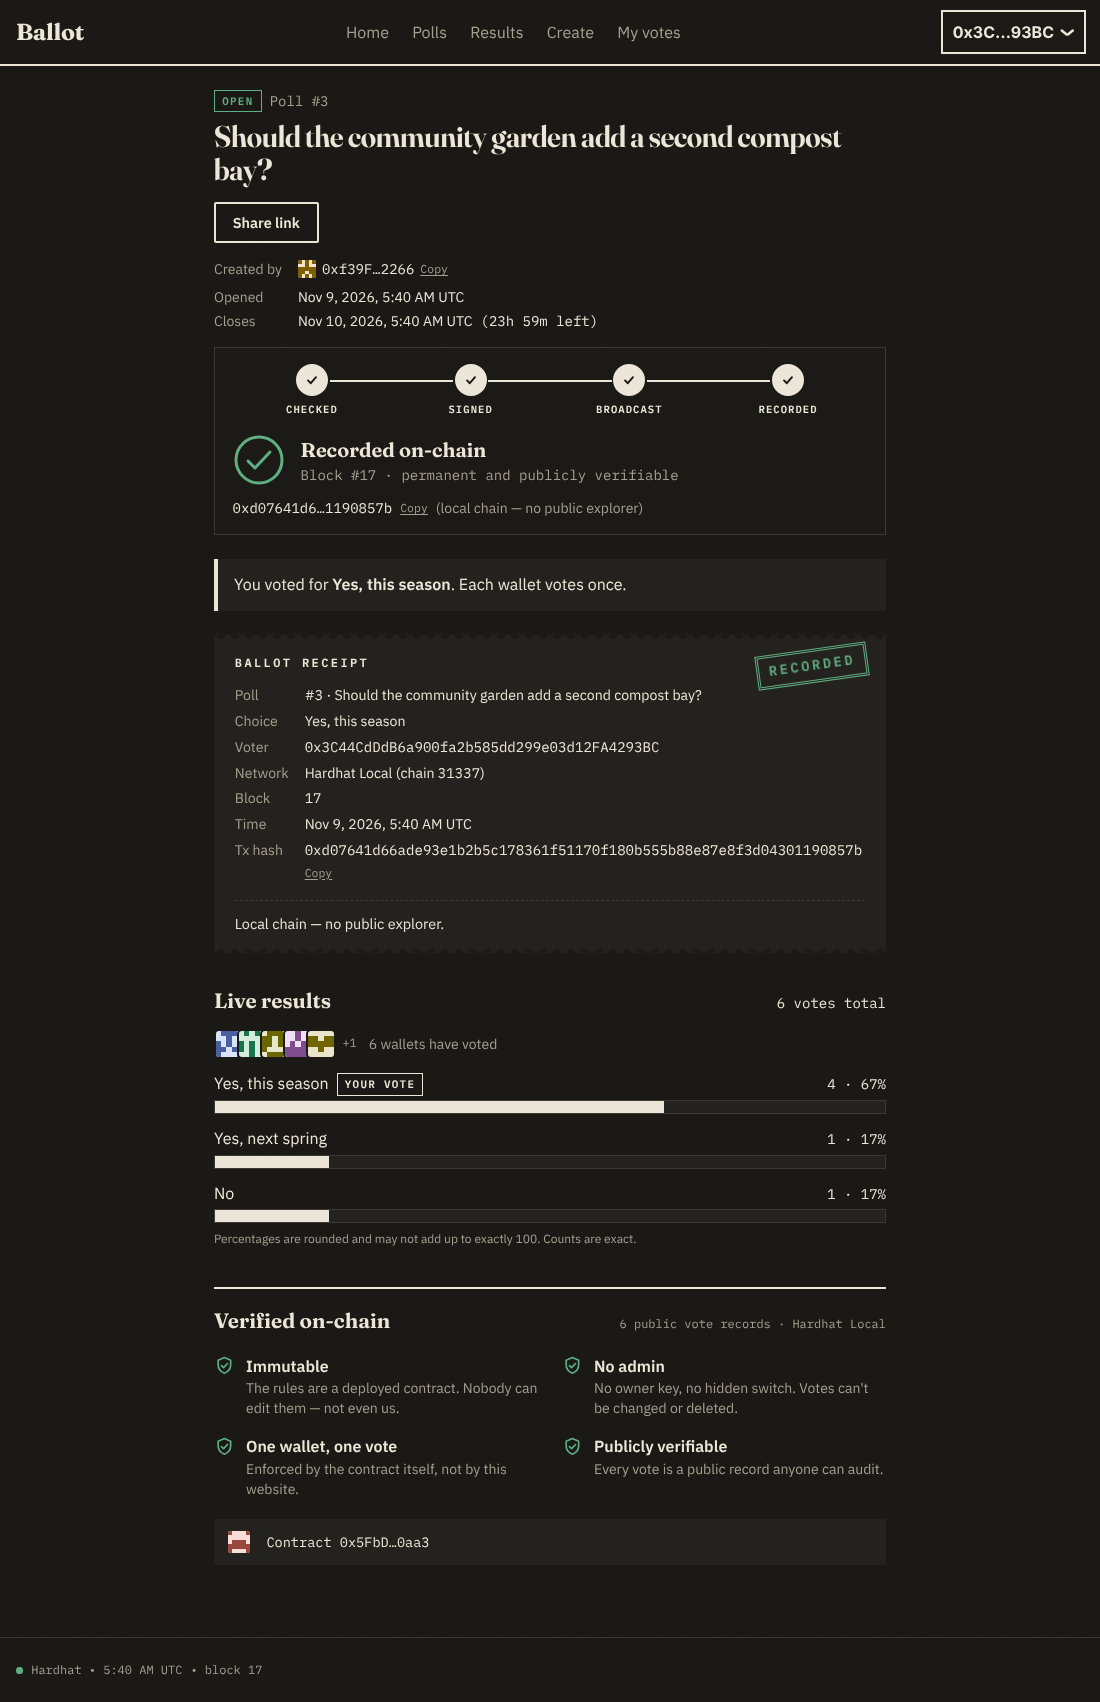 Ballot
Home Polls Results Create My votes
0x3C...93BC
OPEN Poll #3
Should the community garden add a second compost
bay?
Share link
Created by 0xf39F…2266 Copy
Opened Nov 9, 2026, 5:40 AM UTC
Closes Nov 10, 2026, 5:40 AM UTC (23h 59m left)
CHECKED SIGNED BROADCAST RECORDED
Recorded on-chain
Block #17 · permanent and publicly verifiable
0xd07641d6…1190857b Copy (local chain — no public explorer)
You voted for Yes, this season. Each wallet votes once.
BALLOT RECEIPT
RECORDED
Poll #3 · Should the community garden add a second compost bay?
Choice Yes, this season
Voter 0x3C44CdDdB6a900fa2b585dd299e03d12FA4293BC
Network Hardhat Local (chain 31337)
Block 17
Time Nov 9, 2026, 5:40 AM UTC
Tx hash 0xd07641d66ade93e1b2b5c178361f51170f180b555b88e87e8f3d04301190857b
Copy
Local chain — no public explorer.
Live results 6 votes total
+1 6 wallets have voted
Yes, this season YOUR VOTE 4 · 67%
Yes, next spring 1 · 17%
No 1 · 17%
Percentages are rounded and may not add up to exactly 100. Counts are exact.
Verified on-chain 6 public vote records · Hardhat Local
Immutable
The rules are a deployed contract. Nobody can
edit them — not even us.
No admin
No owner key, no hidden switch. Votes can't
be changed or deleted.
One wallet, one vote
Enforced by the contract itself, not by this
website.
Publicly verifiable
Every vote is a public record anyone can audit.
Contract 0x5FbD…0aa3
Hardhat • 5:40 AM UTC • block 17